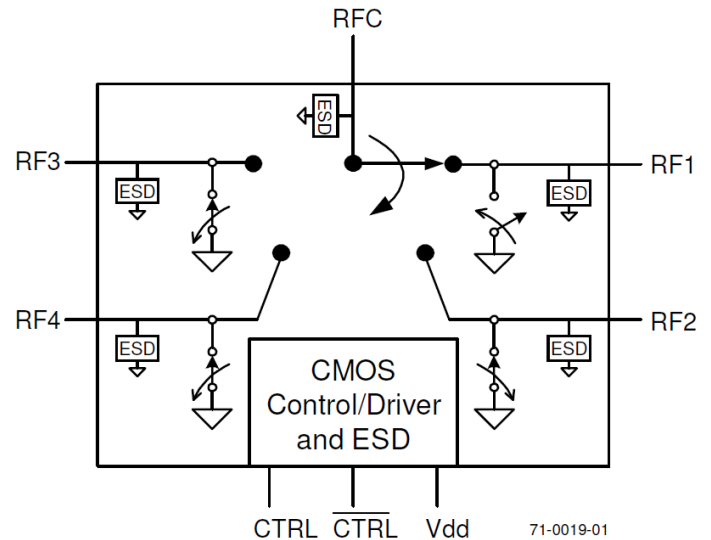 RFC
ESD
RF3
RF1
ESD
ESD
RF4
RF2
ESD
ESD
CMOS
Control/Driver
and ESD
CTRL CTRL Vdd
71-0019-01